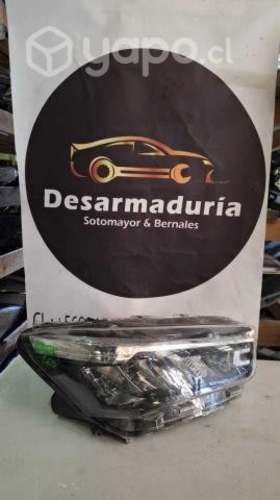 yapo.cl
Desarmaduría
Sotomayor & Bernales